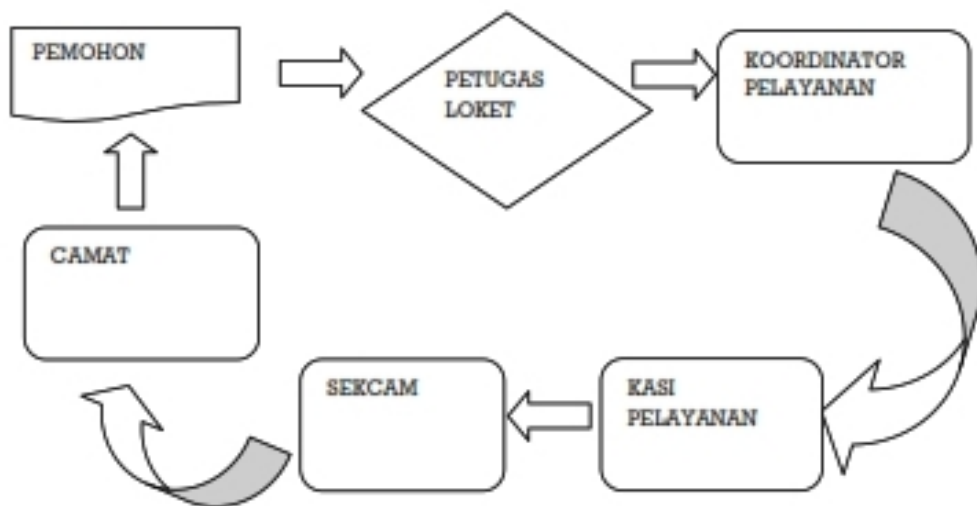 PEMOHON
PETUGAS
LOKET
KOORDINATOR
PELAYANAN
CAMAT
SEKCAM
KASI
PELAYANAN